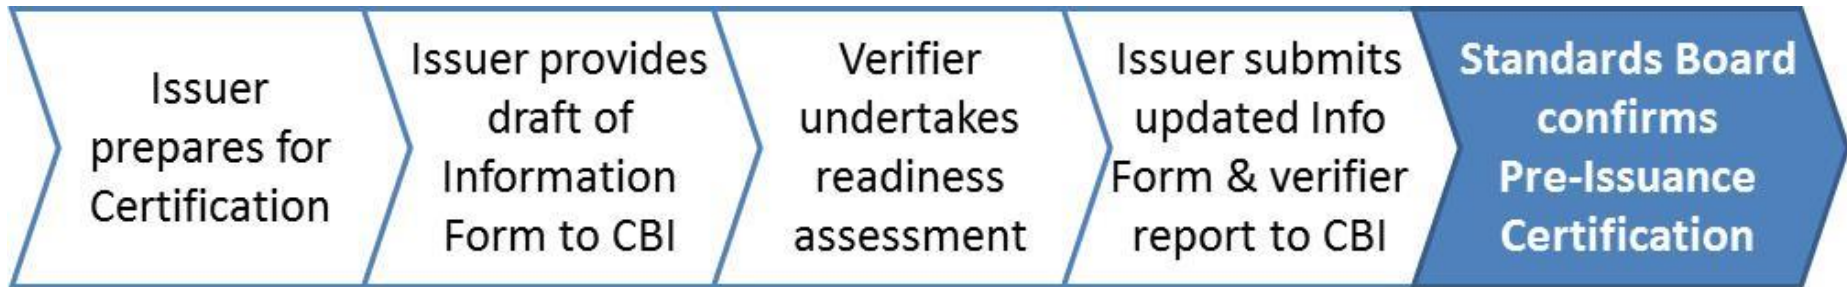 Issuer
prepares for
Certification
Issuer provides
draft of
Information
Form to CBI
Verifier
undertakes
readiness
assessment
Issuer submits
updated Info
Form & verifier
report to CBI
Standards Board
confirms
Pre-Issuance
Certification